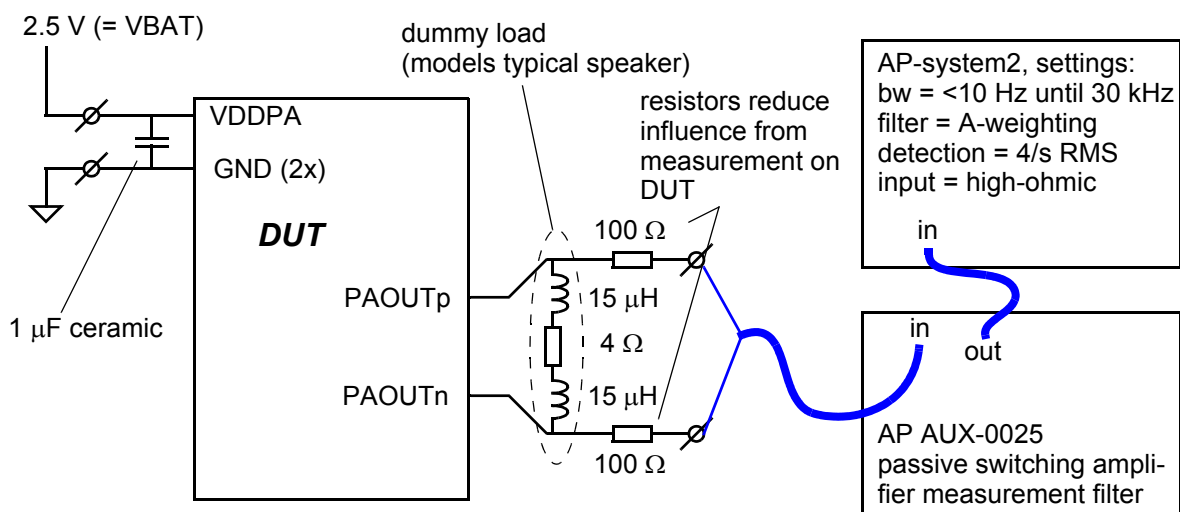 2.5 V (= VBAT)
dummy load
(models typical speaker)
resistors reduce
influence from
measurement on
DUT
AP-system2, settings:
bw = <10 Hz until 30 kHz
filter = A-weighting
detection = 4/s RMS
input = high-ohmic
in
VDDPA
GND (2x)
DUT
PAOUTp
PAOUTn
1 μF ceramic
100 Ω
15 μH
4 Ω
15 μH
100 Ω
in
out
AP AUX-0025
passive switching ampli-
fier measurement filter